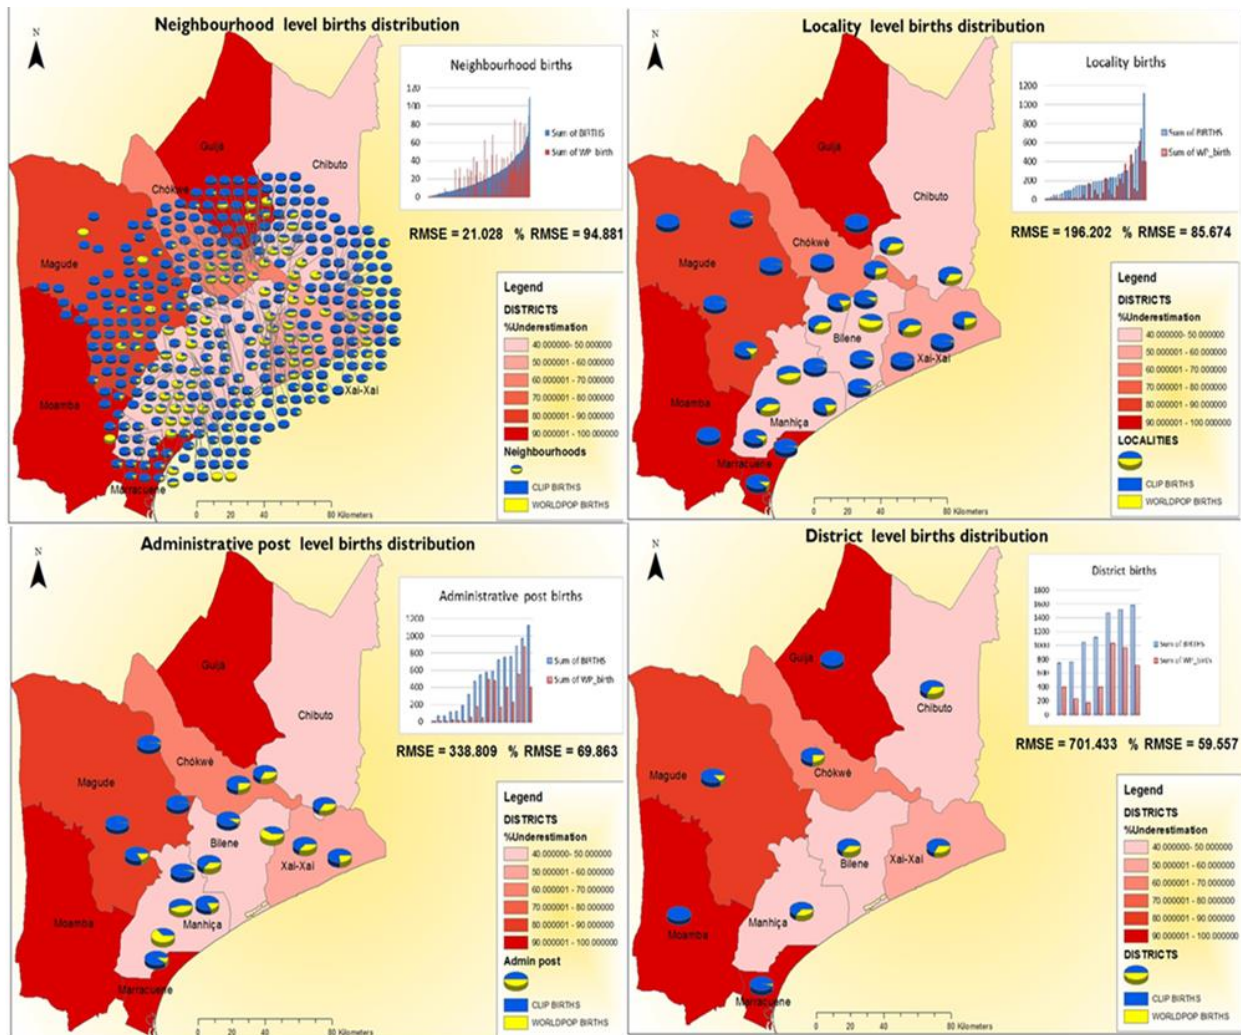 Neighbourhood level births distribution
N
Neighbourhood births
120
100
80
60
40
20
0
Sum of BIRTHS
Sum of WP_birth
RMSE = 21.028 % RMSE = 94.881
Guijá
Chibuto
Chókwè
Magude
Moamba
Xai-Xai
Marracuene
0 20 40 80 Kilometers
Legend
DISTRICTS
%Underestimation
40.000000- 50.000000
50.000001 - 60.000000
60.000001 - 70.000000
70.000001 - 80.000000
80.000001 - 90.000000
90.000001 - 100.000000
Neighbourhoods
CLIP BIRTHS
WORLDPOP BIRTHS
Locality level births distribution
N
Locality births
1200
1000
800
600
400
200
0
Sum of BIRTHS
Sum of WP_birth
RMSE = 196.202 % RMSE = 85.674
Guijá
Chibuto
Chókwè
Magude
Bilene
Xai-Xai
Moamba
Manhiça
Marracuene
0 20 40 80 Kilometers
Legend
DISTRICTS
%Underestimation
40.000000- 50.000000
50.000001 - 60.000000
60.000001 - 70.000000
70.000001 - 80.000000
80.000001 - 90.000000
90.000001 - 100.000000
LOCALITIES
CLIP BIRTHS
WORLDPOP BIRTHS
Administrative post level births distribution
N
Administrative post births
1200
1000
800
600
400
200
0
Sum of BIRTHS
Sum of WP_birth
RMSE = 338.809 % RMSE = 69.863
Guijá
Chibuto
Chókwè
Magude
Bilene
Xai-Xai
Moamba
Manhiça
Marracuene
0 20 40 80 Kilometers
Legend
DISTRICTS
%Underestimation
40.000000- 50.000000
50.000001 - 60.000000
60.000001 - 70.000000
70.000001 - 80.000000
80.000001 - 90.000000
90.000001 - 100.000000
Admin post
CLIP BIRTHS
WORLDPOP BIRTHS
District level births distribution
N
District births
1800
1600
1400
1200
1000
800
600
400
200
0
Sum of BIRTHS
Sum of WP_birth
RMSE = 701.433 % RMSE = 59.557
Guijá
Chibuto
Chókwè
Magude
Bilene
Xai-Xai
Moamba
Manhiça
Marracuene
0 20 40 80 Kilometers
Legend
DISTRICTS
%Underestimation
40.000000- 50.000000
50.000001 - 60.000000
60.000001 - 70.000000
70.000001 - 80.000000
80.000001 - 90.000000
90.000001 - 100.000000
DISTRICTS
CLIP BIRTHS
WORLDPOP BIRTHS